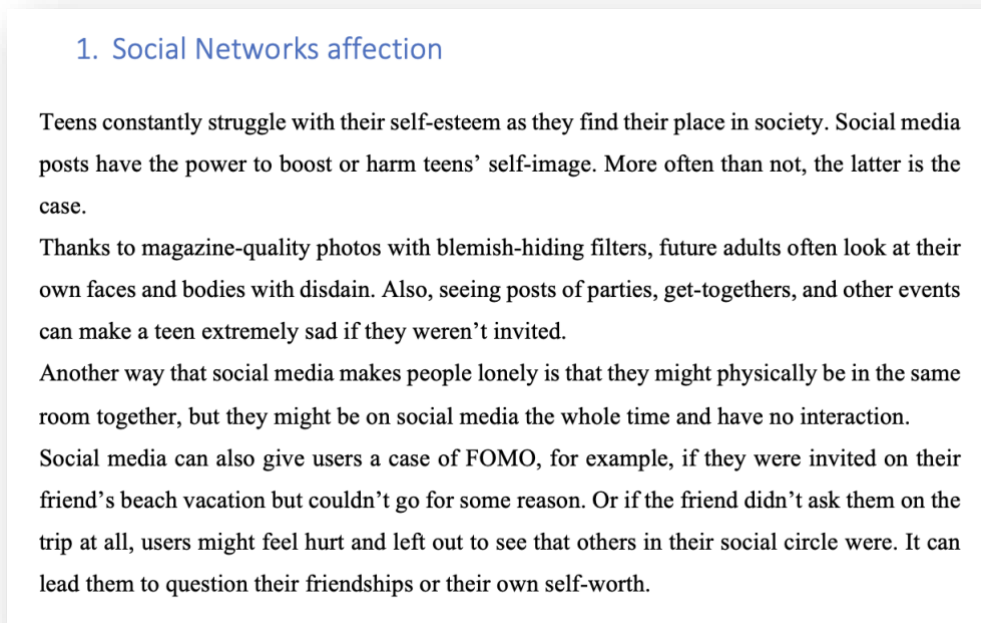 1. Social Networks affection
Teens constantly struggle with their self-esteem as they find their place in society. Social media
posts have the power to boost or harm teens’ self-image. More often than not, the latter is the
case.
Thanks to magazine-quality photos with blemish-hiding filters, future adults often look at their
own faces and bodies with disdain. Also, seeing posts of parties, get-togethers, and other events
can make a teen extremely sad if they weren’t invited.
Another way that social media makes people lonely is that they might physically be in the same
room together, but they might be on social media the whole time and have no interaction.
Social media can also give users a case of FOMO, for example, if they were invited on their
friend’s beach vacation but couldn’t go for some reason. Or if the friend didn’t ask them on the
trip at all, users might feel hurt and left out to see that others in their social circle were. It can
lead them to question their friendships or their own self-worth.